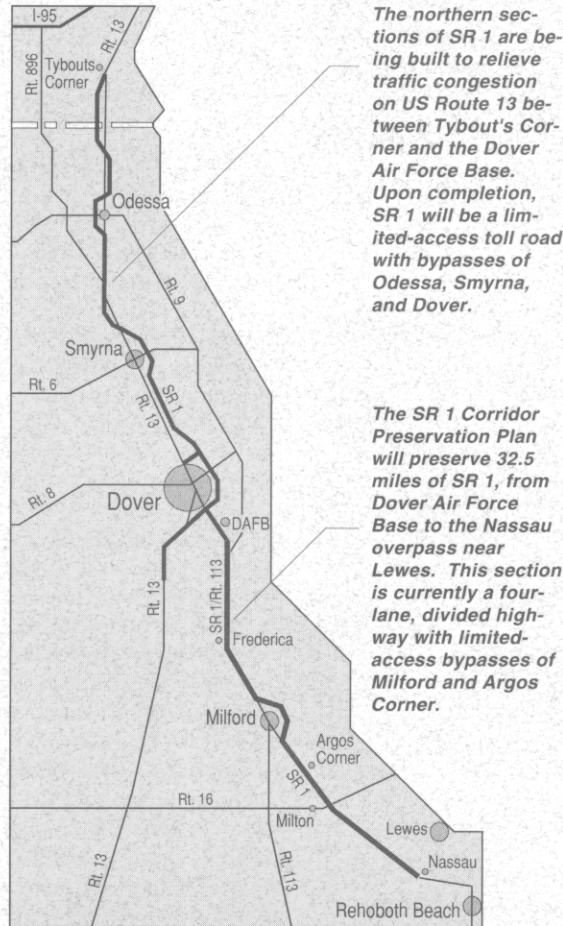 I-95
Rt. 13
Rt. 896
Tybouts
Corner
Odessa
Rt. 9
Smyrna
Rt. 6
SR 1
Rt. 13
Rt. 8
Dover
DAFB
Rt. 13
SR 1/Rt. 113
Frederica
Milford
Argos
Corner
SR 1
Rt. 16
Milton
Lewes
Nassau
Rt. 13
Rt. 113
Rehoboth Beach
The northern sec-
tions of SR 1 are be-
ing built to relieve
traffic congestion
on US Route 13 be-
tween Tybout's Cor-
ner and the Dover
Air Force Base.
Upon completion,
SR 1 will be a lim-
ited-access toll road
with bypasses of
Odessa, Smyrna,
and Dover.
The SR 1 Corridor
Preservation Plan
will preserve 32.5
miles of SR 1, from
Dover Air Force
Base to the Nassau
overpass near
Lewes. This section
is currently a four-
lane, divided high-
way with limited-
access bypasses of
Milford and Argos
Corner.